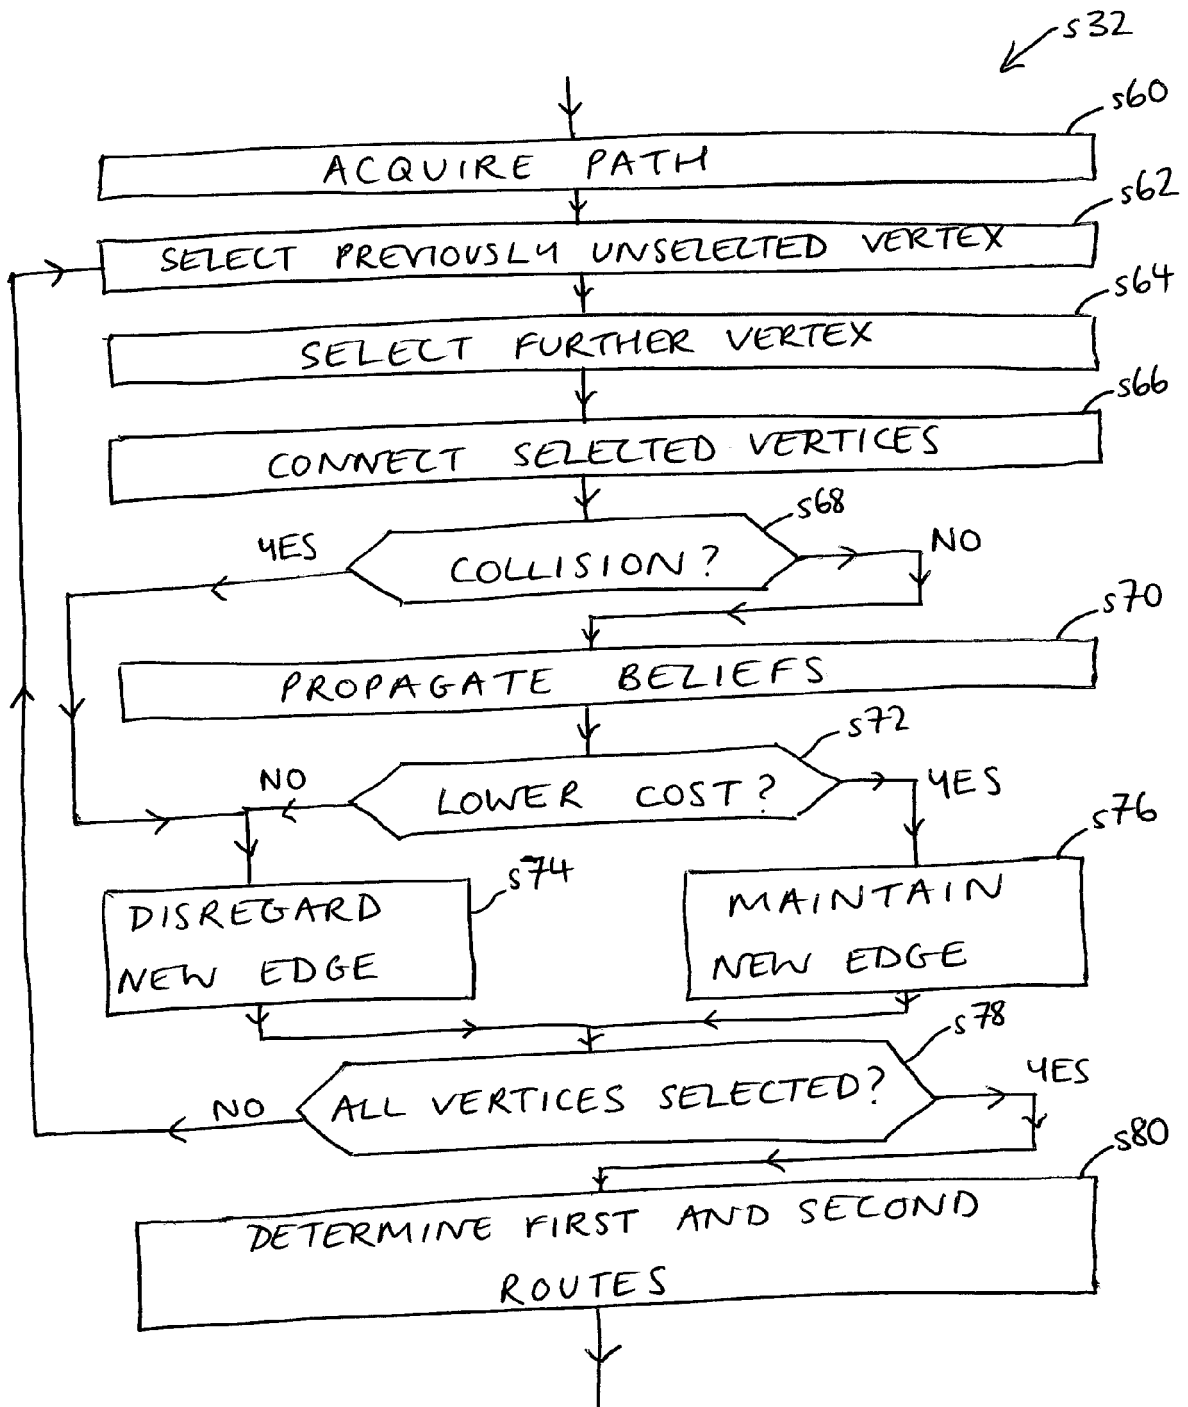 s32
s60
ACQUIRE PATH
s62
SELECT PREVIOUSLY UNSELECTED VERTEX
s64
SELECT FURTHER VERTEX
s66
CONNECT SELECTED VERTICES
s68
YES
COLLISION?
NO
s70
PROPAGATE BELIEFS
s72
NO
LOWER COST?
YES
s76
s74
DISREGARD
NEW EDGE
MAINTAIN
NEW EDGE
s78
NO
ALL VERTICES SELECTED?
YES
s80
DETERMINE FIRST AND SECOND
ROUTES